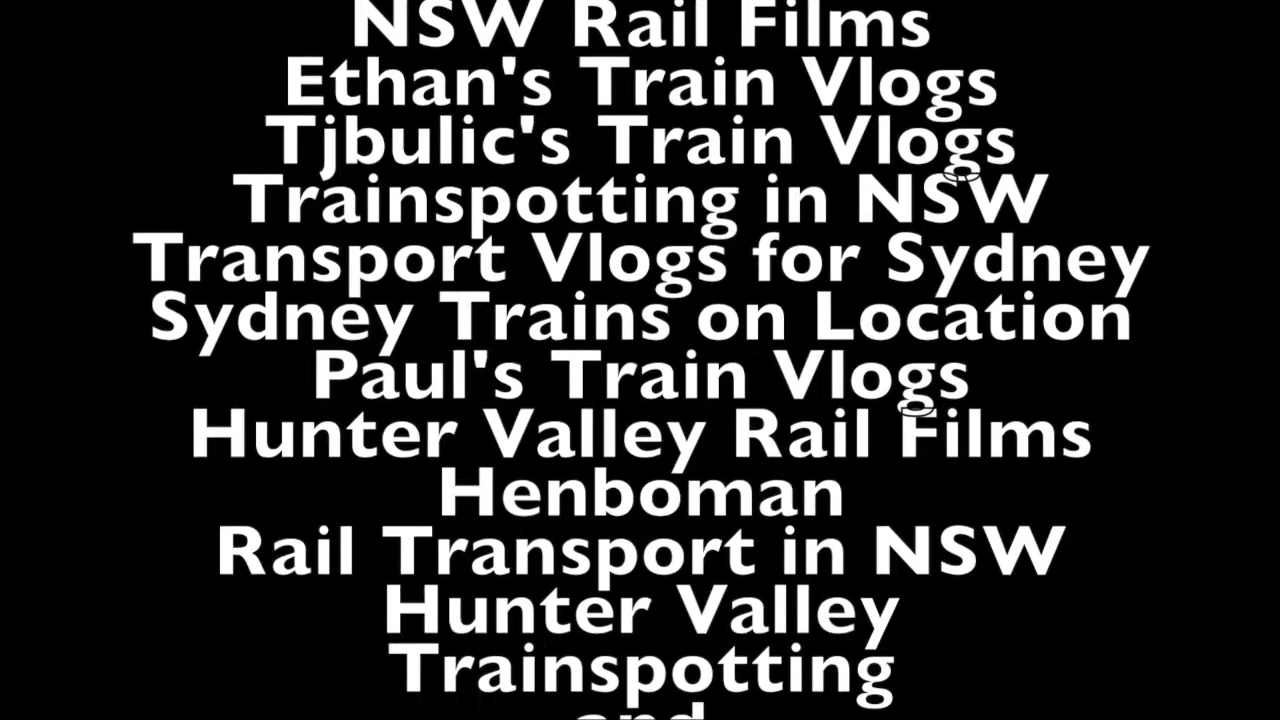 NSW Rail Films
Ethan's Train Vlogs
Tjbulic's Train Vlogs
Trainspotting in NSW
Transport Vlogs for Sydney
Sydney Trains on Location
Paul's Train Vlogs
Hunter Valley Rail Films
Henboman
Rail Transport in NSW
Hunter Valley
Trainspotting
and